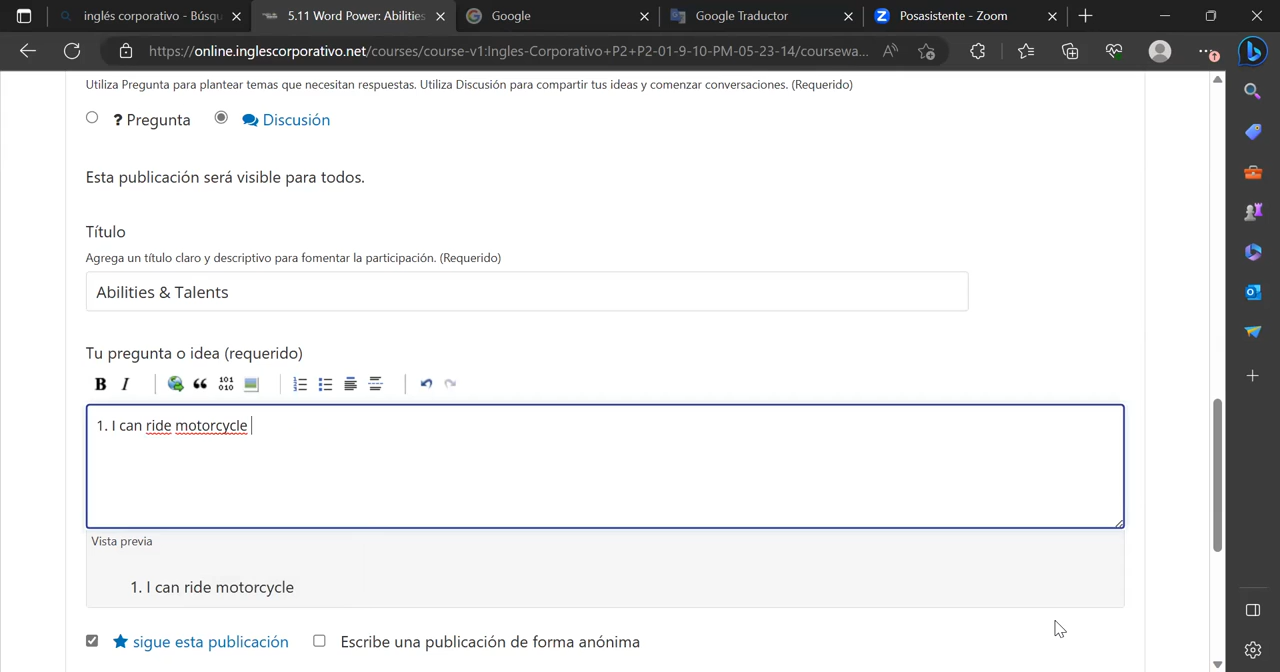 inglés corporativo - Búsqu
5.11 Word Power: Abilities
Google
Google Traductor
Posasistente - Zoom
https://online.inglescorporativo.net/courses/course-v1:Ingles-Corporativo+P2+P2-01-9-10-PM-05-23-14/coursewa...
Utiliza Pregunta para plantear temas que necesitan respuestas. Utiliza Discusión para compartir tus ideas y comenzar conversaciones. (Requerido)
? Pregunta
Discusión
Esta publicación será visible para todos.
Título
Agrega un título claro y descriptivo para fomentar la participación. (Requerido)
Abilities & Talents
Tu pregunta o idea (requerido)
B I
101
010
1. I can ride motorcycle
Vista previa
1. I can ride motorcycle
sigue esta publicación
Escribe una publicación de forma anónima